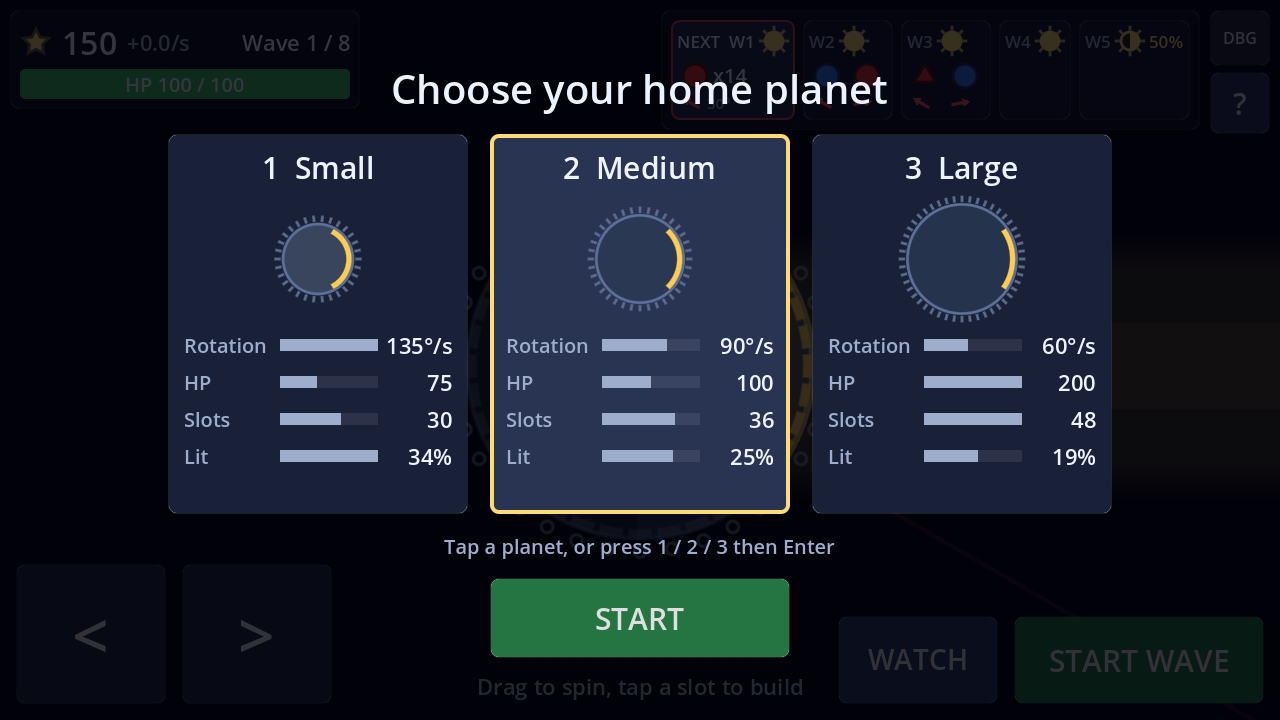 150 +0.0/s Wave 1 / 8
HP 100 / 100
NEXT W1
x14
W2
W3
W4
W5 50%
DBG
?
Choose your home planet
1 Small
Rotation 135°/s
HP 75
Slots 30
Lit 34%
2 Medium
Rotation 90°/s
HP 100
Slots 36
Lit 25%
3 Large
Rotation 60°/s
HP 200
Slots 48
Lit 19%
Tap a planet, or press 1 / 2 / 3 then Enter
START
< >
WATCH
START WAVE
Drag to spin, tap a slot to build